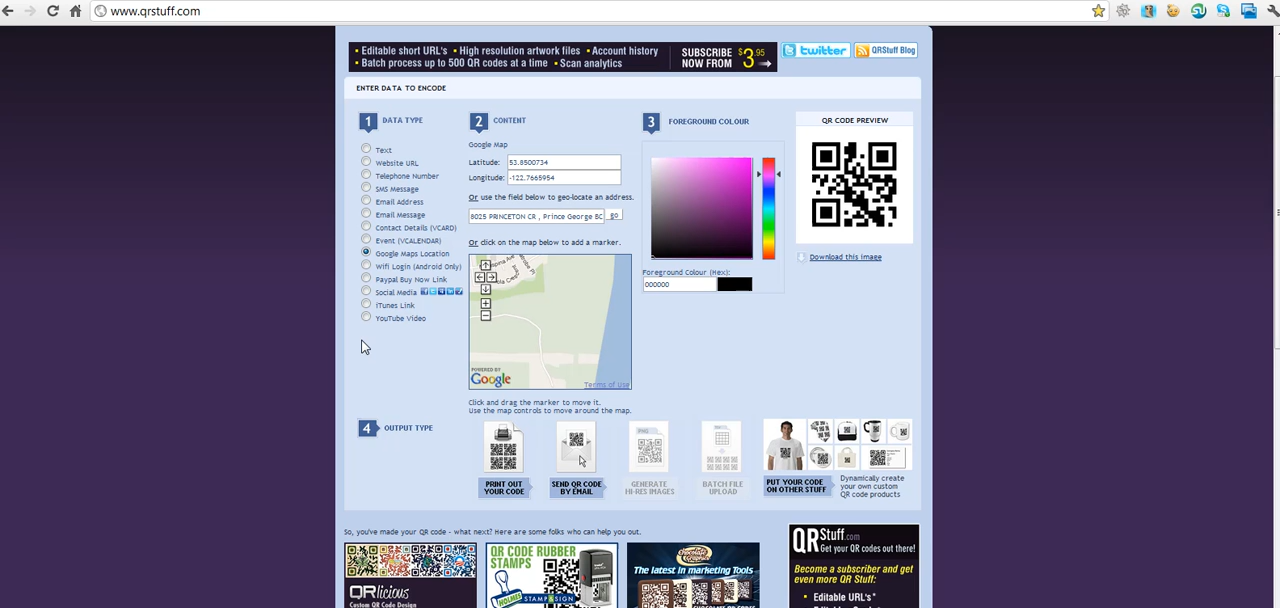 www.qrstuff.com
▪ Editable short URL's ▪ High resolution artwork files ▪ Account history
▪ Batch process up to 500 QR codes at a time ▪ Scan analytics
SUBSCRIBE
NOW FROM
$3.95
twitter
QRStuff Blog
ENTER DATA TO ENCODE
1 DATA TYPE
Text
Website URL
Telephone Number
SMS Message
Email Address
Email Message
Contact Details (VCARD)
Event (VCALENDAR)
Google Maps Location
Wifi Login (Android Only)
Paypal Buy Now Link
Social Media
iTunes Link
YouTube Video
2 CONTENT
Google Map
Latitude: 53.8500734
Longitude: -122.7665954
Or use the field below to geo-locate an address.
8025 PRINCETON CR , Prince George BC go
Or click on the map below to add a marker.
POWERED BY
Google
Terms of Use
Click and drag the marker to move it.
Use the map controls to move around the map.
3 FOREGROUND COLOUR
Foreground Colour (Hex):
000000
QR CODE PREVIEW
Download this image
4 OUTPUT TYPE
PRINT OUT
YOUR CODE
SEND QR CODE
BY EMAIL
GENERATE
HI-RES IMAGES
BATCH FILE
UPLOAD
PUT YOUR CODE
ON OTHER STUFF
Dynamically create
your own custom
QR code products
So, you've made your QR code - what next? Here are some folks who can help you out.
QRlicious
Custom QR Code Design
QR CODE RUBBER
STAMPS
HOLMES
STAMP & SIGN
chocolate
Graphics
The latest in marketing Tools
CHOCOLATE QR CODES
QRStuff.com
Get your QR codes out there!
Become a subscriber and get
even more QR Stuff:
▪ Editable URL's*